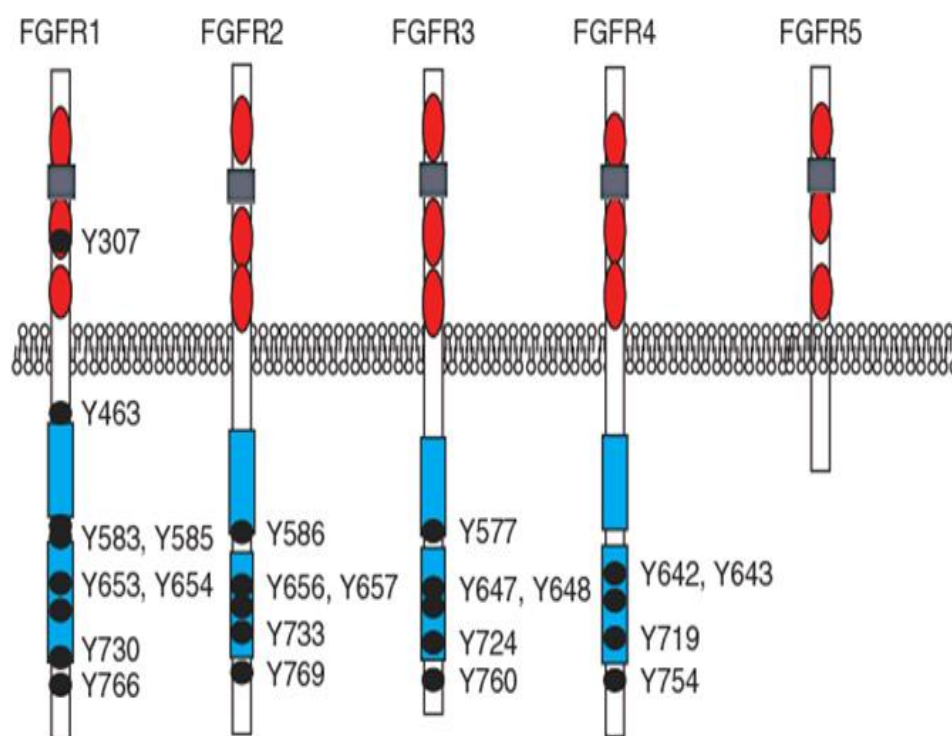 FGFR1 FGFR2 FGFR3 FGFR4 FGFR5
Y307
Y463
Y583, Y585 Y586 Y577
Y653, Y654 Y656, Y657 Y647, Y648 Y642, Y643
Y730 Y733 Y724 Y719
Y766 Y769 Y760 Y754